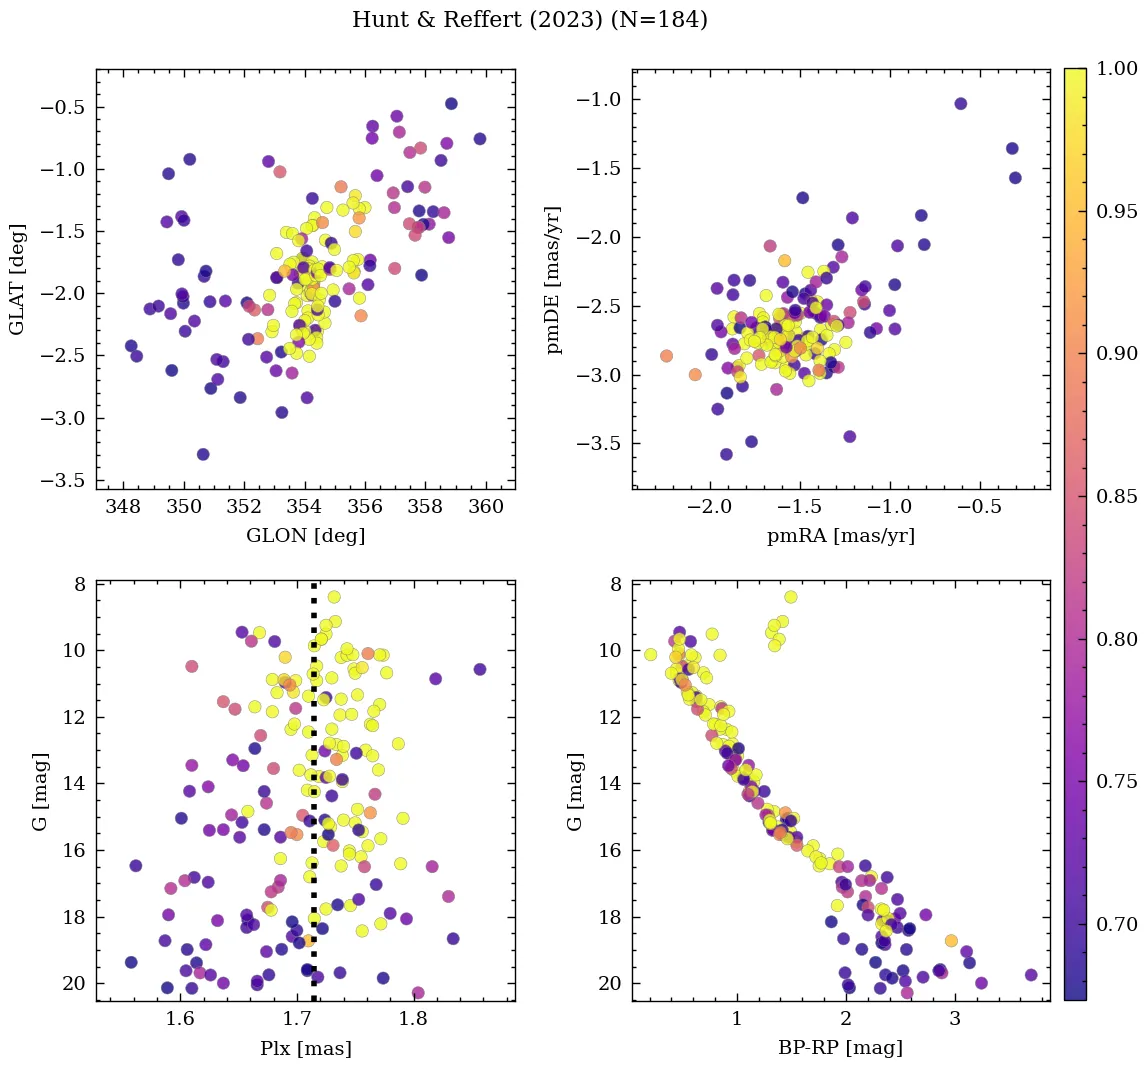 Hunt & Reffert (2023) (N=184)
−0.5
−1.0
−1.5
−2.0
−2.5
−3.0
−3.5
GLAT [deg]
348 350 352 354 356 358 360
GLON [deg]
−1.0
−1.5
−2.0
−2.5
−3.0
−3.5
pmDE [mas/yr]
−2.0 −1.5 −1.0 −0.5
pmRA [mas/yr]
8
10
12
14
16
18
20
G [mag]
1.6 1.7 1.8
Plx [mas]
8
10
12
14
16
18
20
G [mag]
1 2 3
BP-RP [mag]
1.00
0.95
0.90
0.85
0.80
0.75
0.70